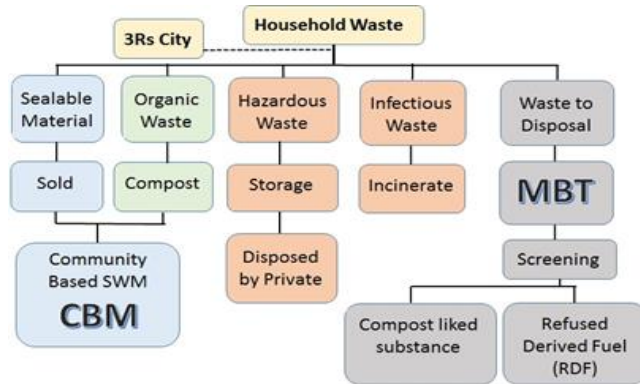 Household Waste
3Rs City
Sealable
Material
Organic
Waste
Hazardous
Waste
Infectious
Waste
Waste to
Disposal
Sold
Compost
Storage
Incinerate
MBT
Community
Based SWM
CBM
Disposed
by Private
Screening
Compost liked
substance
Refused
Derived Fuel
(RDF)